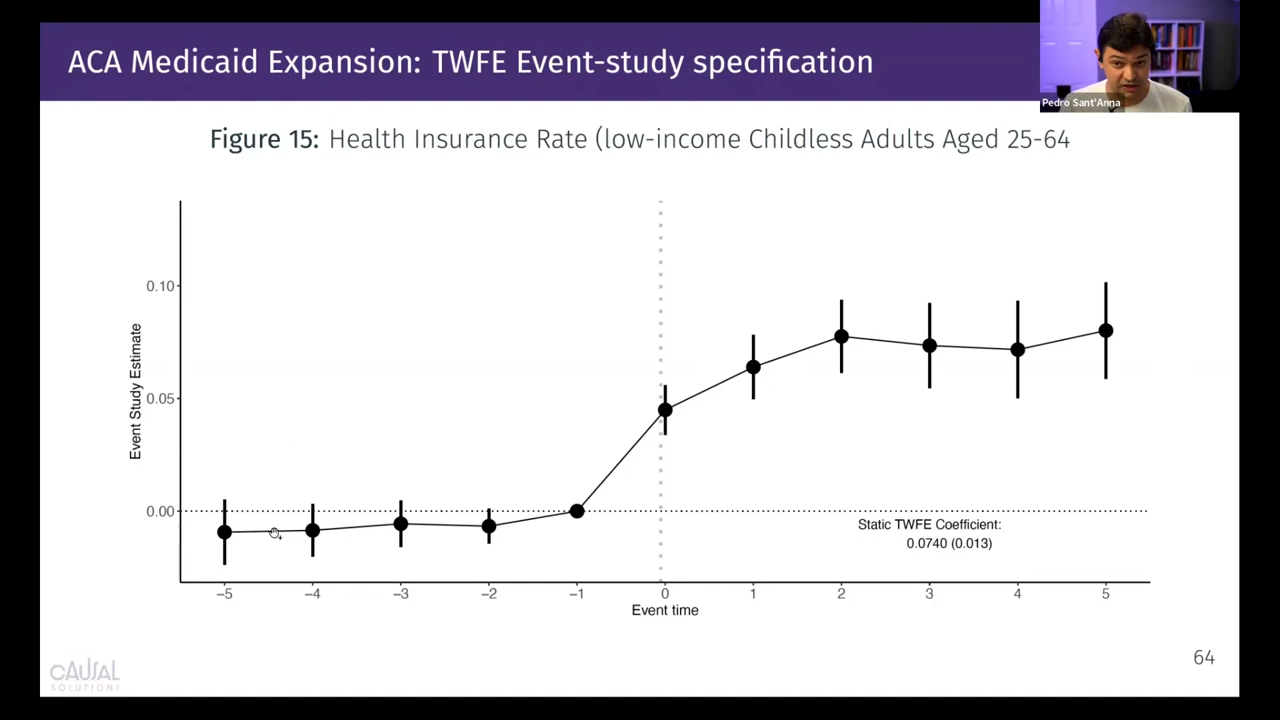 ACA Medicaid Expansion: TWFE Event-study specification
Pedro Sant'Anna
Figure 15: Health Insurance Rate (low-income Childless Adults Aged 25-64
0.10
0.05
0.00
Event Study Estimate
Static TWFE Coefficient:
0.0740 (0.013)
−5 −4 −3 −2 −1 0 1 2 3 4 5
Event time
CAUSAL
SOLUTIONS
64